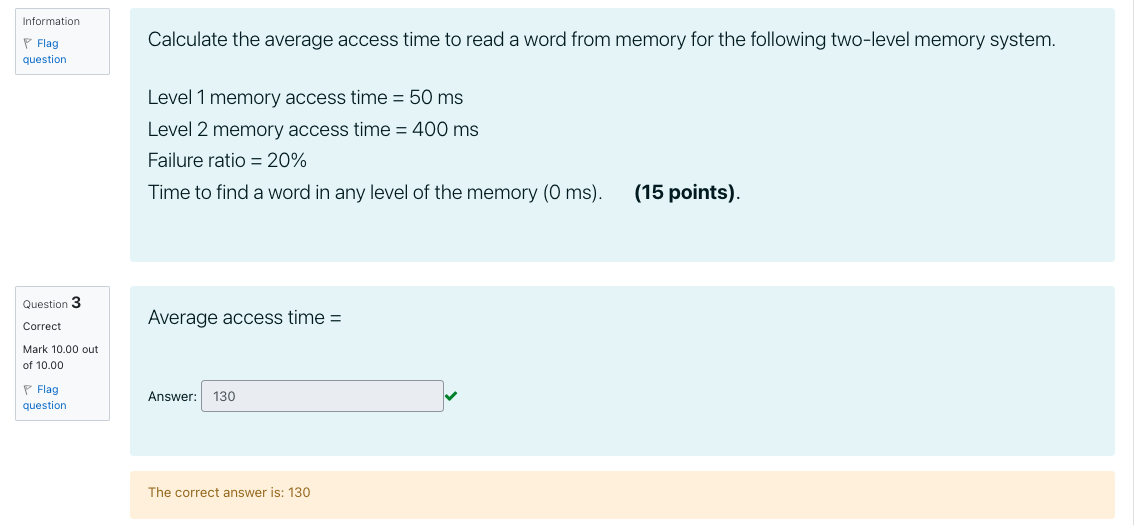 Information
Flag
question
Calculate the average access time to read a word from memory for the following two-level memory system.
Level 1 memory access time = 50 ms
Level 2 memory access time = 400 ms
Failure ratio = 20%
Time to find a word in any level of the memory (0 ms). (15 points).
Question 3
Correct
Mark 10.00 out
of 10.00
Flag
question
Average access time =
Answer: 130
The correct answer is: 130